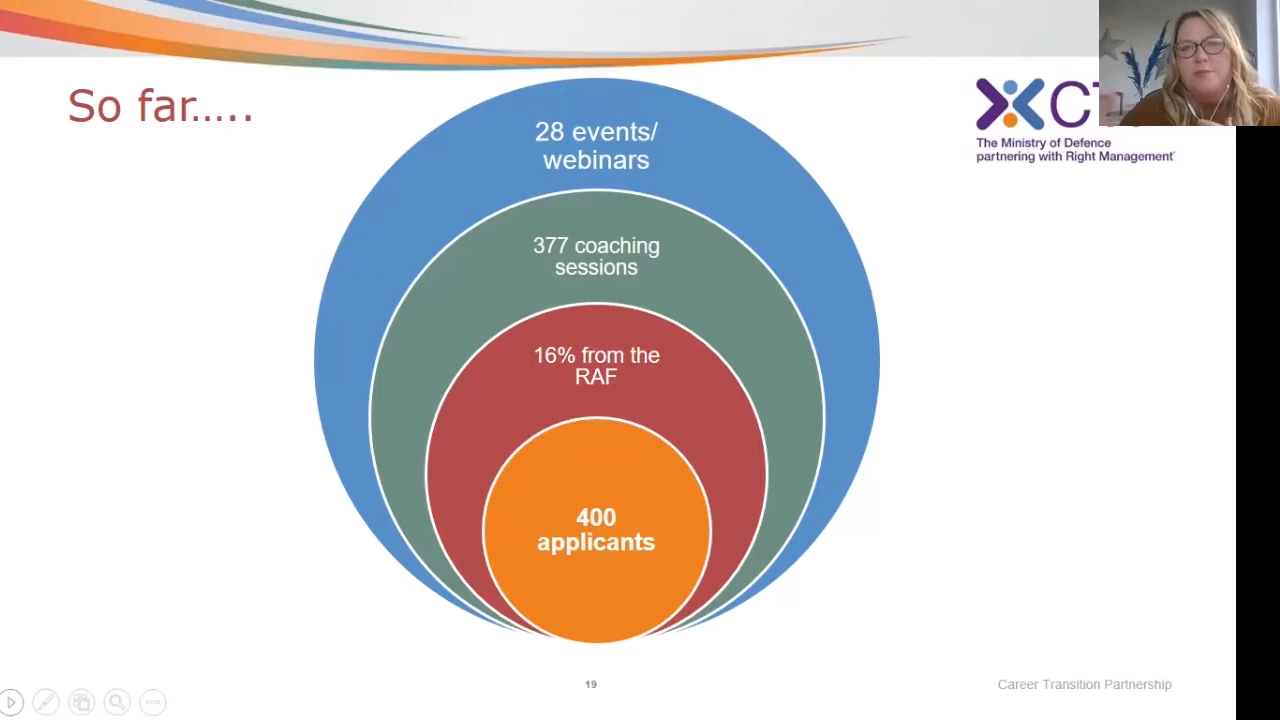 So far.....
28 events/
webinars
377 coaching
sessions
16% from the
RAF
400
applicants
The Ministry of Defence
partnering with Right Management
19
Career Transition Partnership